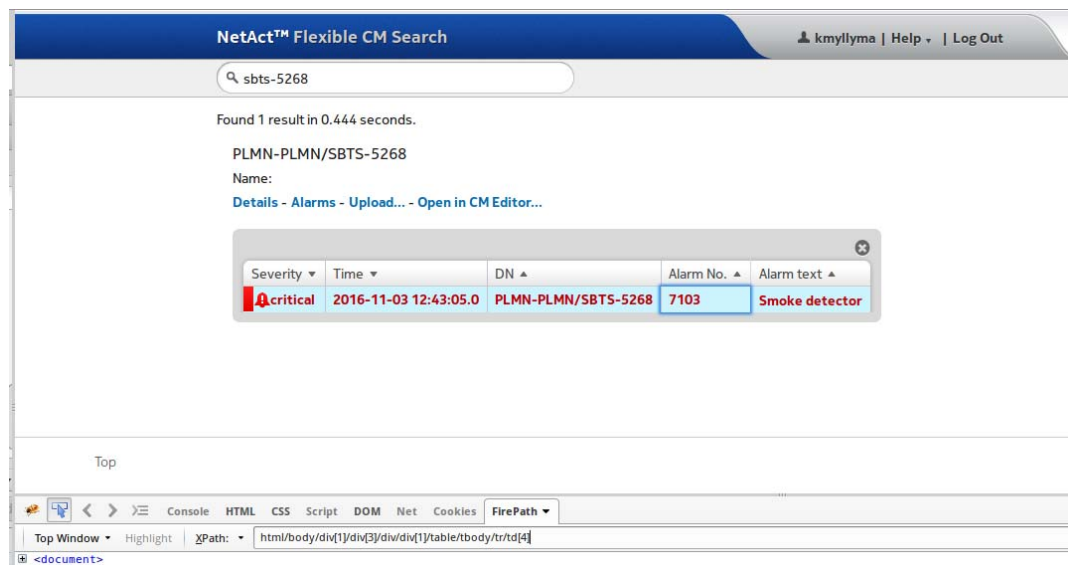 NetAct™ Flexible CM Search
kmyllyma | Help | Log Out
sbts-5268
Found 1 result in 0.444 seconds.
PLMN-PLMN/SBTS-5268
Name:
Details - Alarms - Upload... - Open in CM Editor...
Severity Time DN Alarm No. Alarm text
critical 2016-11-03 12:43:05.0 PLMN-PLMN/SBTS-5268 7103 Smoke detector
Top
Console HTML CSS Script DOM Net Cookies FirePath
Top Window Highlight XPath: html/body/div[1]/div[3]/div/div[1]/table/tbody/tr/td[4]
<document>